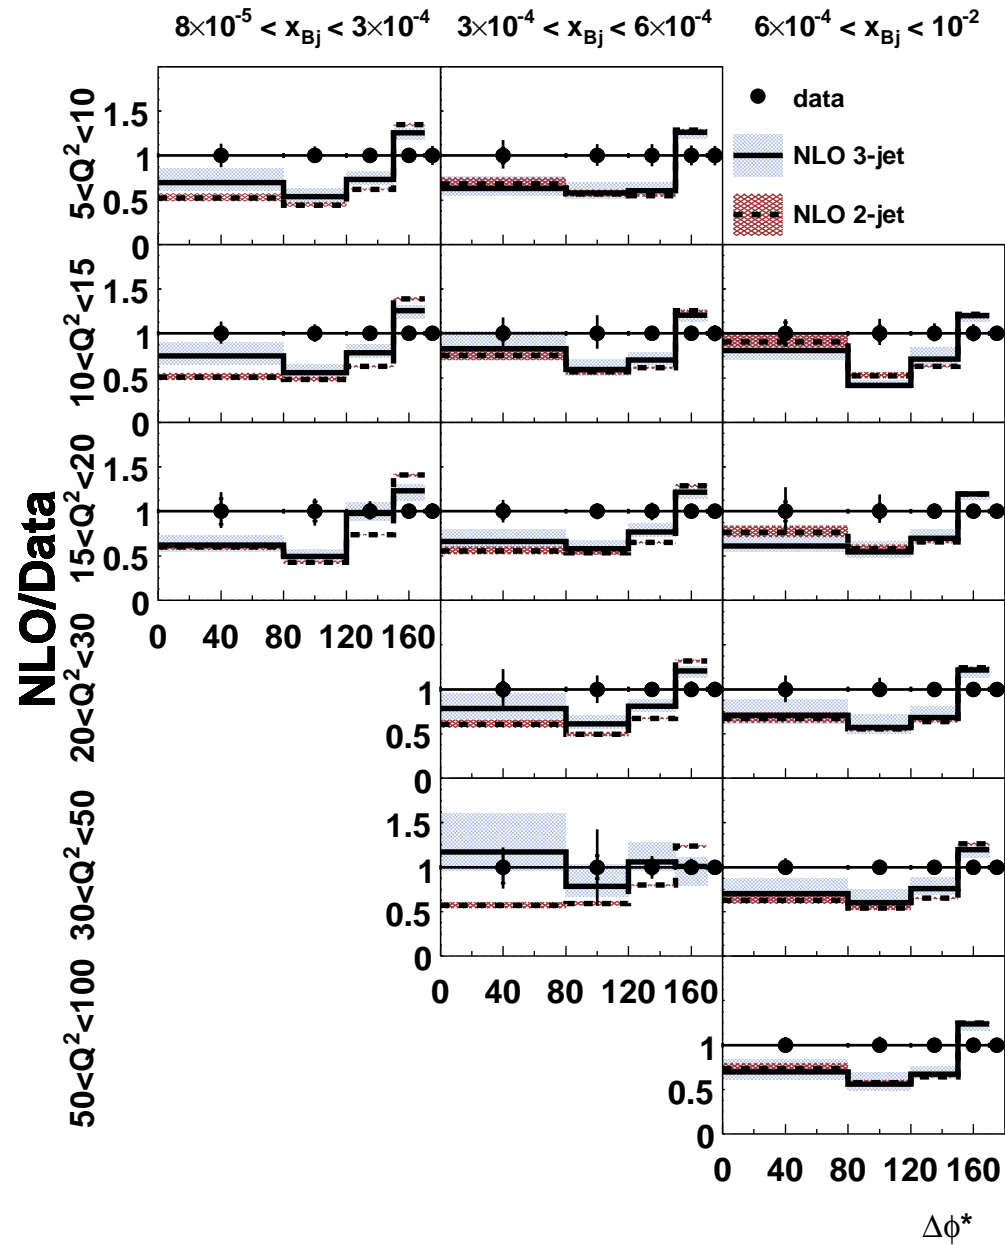 8×10⁻⁵ < x_Bj < 3×10⁻⁴ 3×10⁻⁴ < x_Bj < 6×10⁻⁴ 6×10⁻⁴ < x_Bj < 10⁻²
NLO/Data
5<Q²<10
1.5
1
0.5
0
data
NLO 3-jet
NLO 2-jet
10<Q²<15
1.5
1
0.5
0
15<Q²<20
1.5
1
0.5
0
0 40 80 120 160
20<Q²<30
1
0.5
0
30<Q²<50
1.5
1
0.5
0
0 40 80 120 160
50<Q²<100
1
0.5
0
0 40 80 120 160
Δϕ*